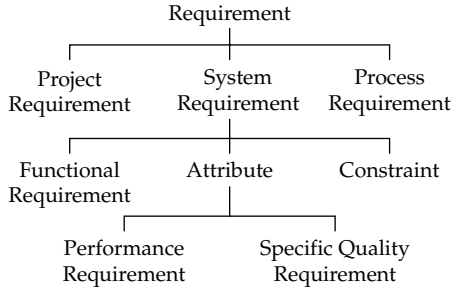 Requirement
Project
Requirement
System
Requirement
Process
Requirement
Functional
Requirement
Attribute
Constraint
Performance
Requirement
Specific Quality
Requirement